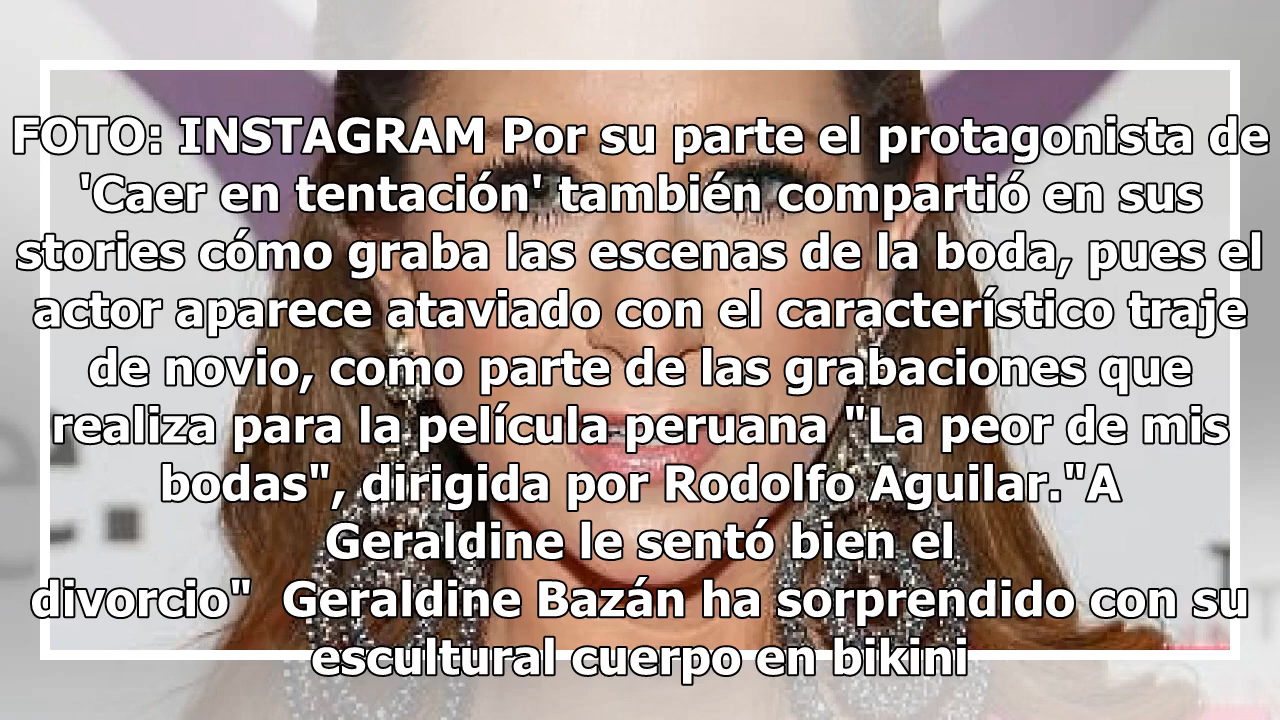 FOTO: INSTAGRAM Por su parte el protagonista de
'Caer en tentación' también compartió en sus
stories cómo graba las escenas de la boda, pues el
actor aparece ataviado con el característico traje
de novio, como parte de las grabaciones que
realiza para la película peruana "La peor de mis
bodas", dirigida por Rodolfo Aguilar."A
Geraldine le sentó bien el
divorcio"  Geraldine Bazán ha sorprendido con su
escultural cuerpo en bikini